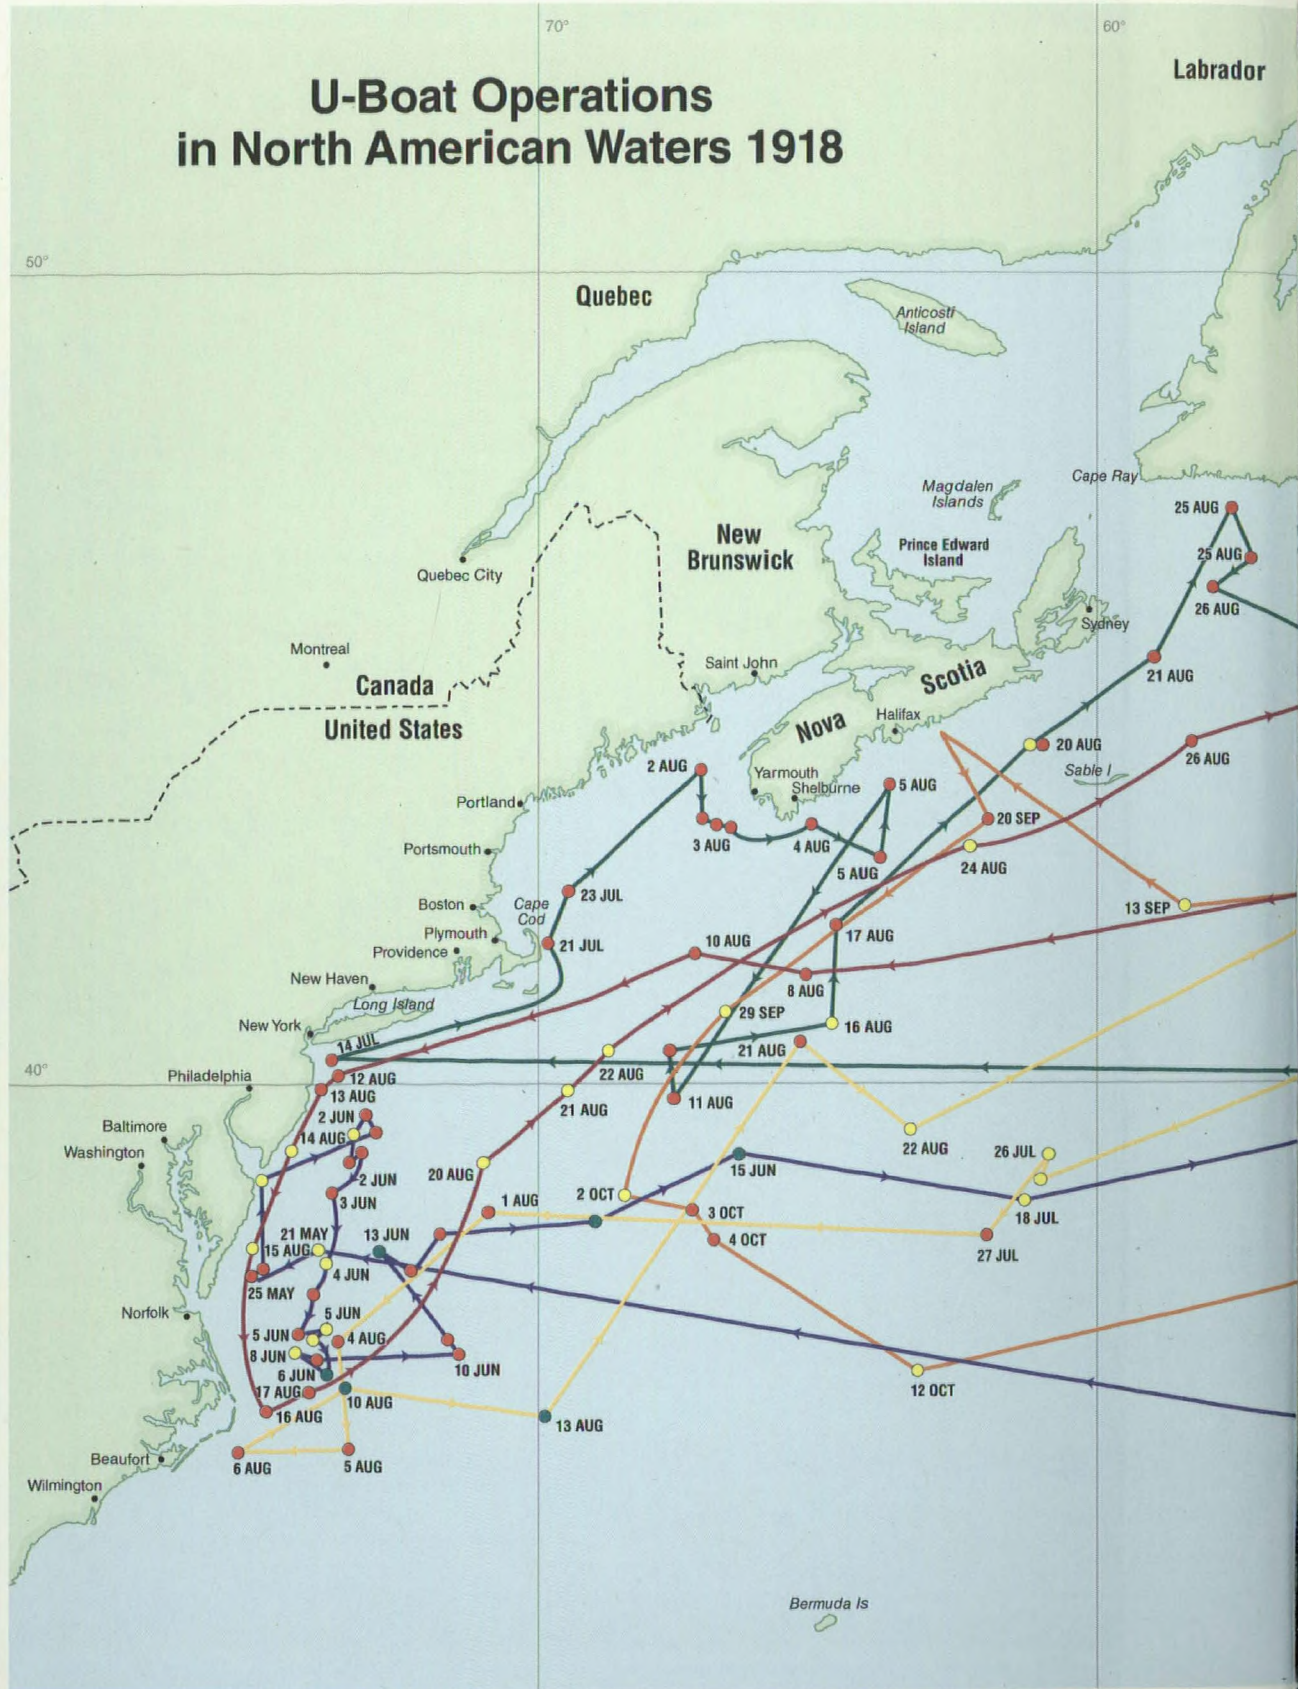 70°
60°
Labrador
U-Boat Operations
in North American Waters 1918
50°
Quebec
Anticosti
Island
Cape Ray
Magdalen
Islands
25 AUG
New
Brunswick
Prince Edward
Island
25 AUG
Quebec City
26 AUG
Sydney
Montreal
Saint John
Canada
Scotia
21 AUG
United States
Nova
Halifax
20 AUG
26 AUG
2 AUG
Yarmouth
Sable I
Shelburne
5 AUG
Portland
20 SEP
3 AUG
4 AUG
Portsmouth
5 AUG
24 AUG
23 JUL
Boston
Cape
Cod
13 SEP
Plymouth
10 AUG
17 AUG
Providence
21 JUL
New Haven
8 AUG
Long Island
29 SEP
New York
16 AUG
14 JUL
21 AUG
40°
Philadelphia
12 AUG
22 AUG
13 AUG
11 AUG
21 AUG
2 JUN
Baltimore
14 AUG
22 AUG
Washington
26 JUL
15 JUN
20 AUG
2 JUN
2 OCT
3 JUN
1 AUG
3 OCT
18 JUL
21 MAY
13 JUN
4 OCT
15 AUG
27 JUL
4 JUN
25 MAY
Norfolk
5 JUN
5 JUN
4 AUG
8 JUN
10 JUN
6 JUN
12 OCT
17 AUG
10 AUG
16 AUG
13 AUG
Beaufort
6 AUG
5 AUG
Wilmington
Bermuda Is